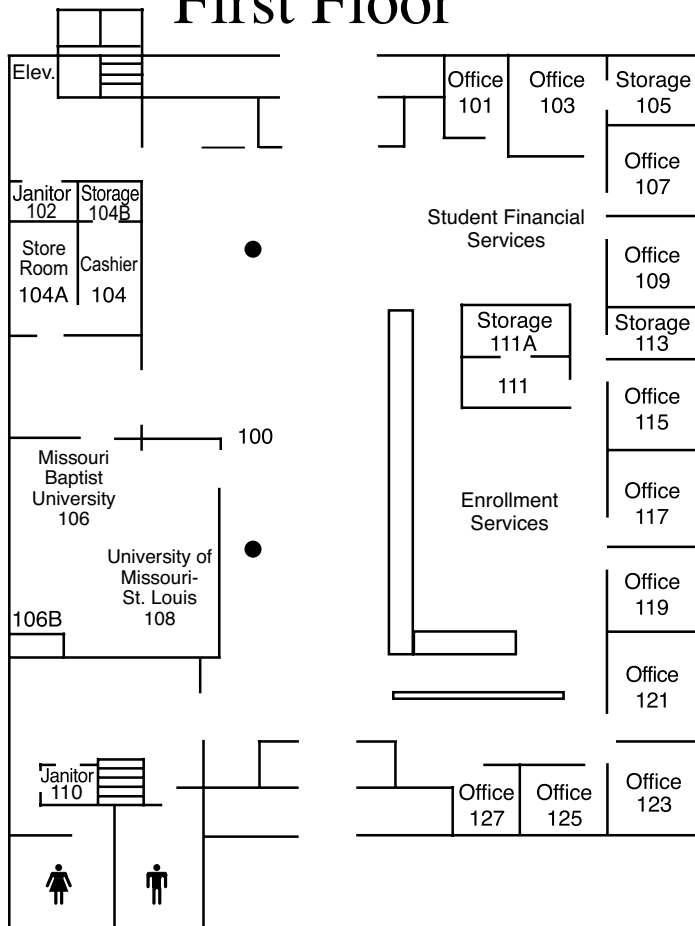 First Floor
Elev.
Office
101
Office
103
Storage
105
Office
107
Janitor
102
Storage
104B
Student Financial
Services
Store
Room
104A
Cashier
104
Office
109
Storage
111A
Storage
113
111
Office
115
100
Missouri
Baptist
University
106
Enrollment
Services
Office
117
University of
Missouri-
St. Louis
108
Office
119
106B
Office
121
Janitor
110
Office
127
Office
125
Office
123